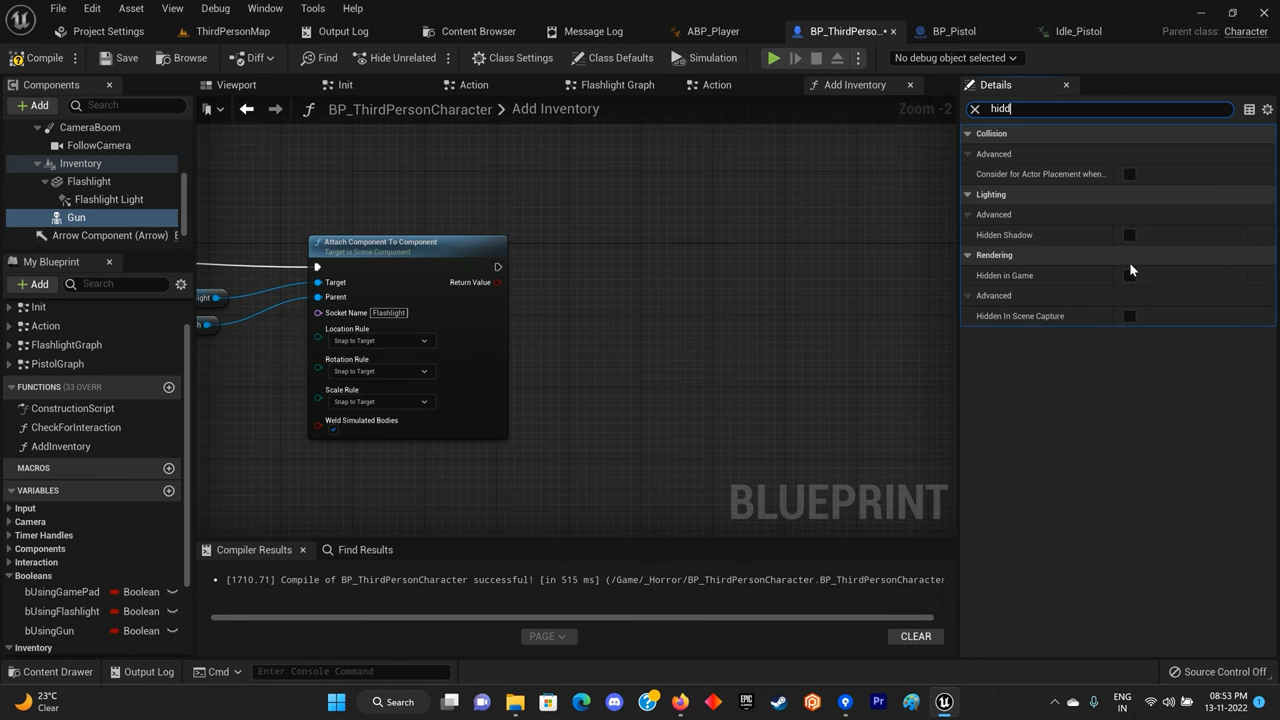 File Edit Asset View Debug Window Tools Help
Project Settings ThirdPersonMap Output Log Content Browser Message Log ABP_Player BP_ThirdPerso...• BP_Pistol Idle_Pistol Parent class: Character
Compile Save Browse Diff Find Hide Unrelated Class Settings Class Defaults Simulation No debug object selected
Components Viewport Init Action Flashlight Graph Action Add Inventory Details
Add Search BP_ThirdPersonCharacter Add Inventory Zoom -2 hidd
CameraBoom
FollowCamera
Inventory
Flashlight
Flashlight Light
Gun
Arrow Component (Arrow) E
My Blueprint
Add Search
Init
Action
FlashlightGraph
PistolGraph
FUNCTIONS (33 OVERR
ConstructionScript
CheckForInteraction
AddInventory
MACROS
VARIABLES
Input
Camera
Timer Handles
Components
Interaction
Booleans
bUsingGamePad Boolean
bUsingFlashlight Boolean
bUsingGun Boolean
Inventory
Attach Component To Component
Target is Scene Component
light Target Return Value
h Parent
Socket Name Flashlight
Location Rule
Snap to Target
Rotation Rule
Snap to Target
Scale Rule
Snap to Target
Weld Simulated Bodies
BLUEPRINT
Collision
Advanced
Consider for Actor Placement when...
Lighting
Advanced
Hidden Shadow
Rendering
Hidden in Game
Advanced
Hidden In Scene Capture
Compiler Results Find Results
[1710.71] Compile of BP_ThirdPersonCharacter successful! [in 515 ms] (/Game/_Horror/BP_ThirdPersonCharacter.BP_ThirdPersonCharacter
PAGE CLEAR
Content Drawer Output Log Cmd Enter Console Command Source Control Off
23°C
Clear
Search
ENG
IN
08:53 PM
13-11-2022